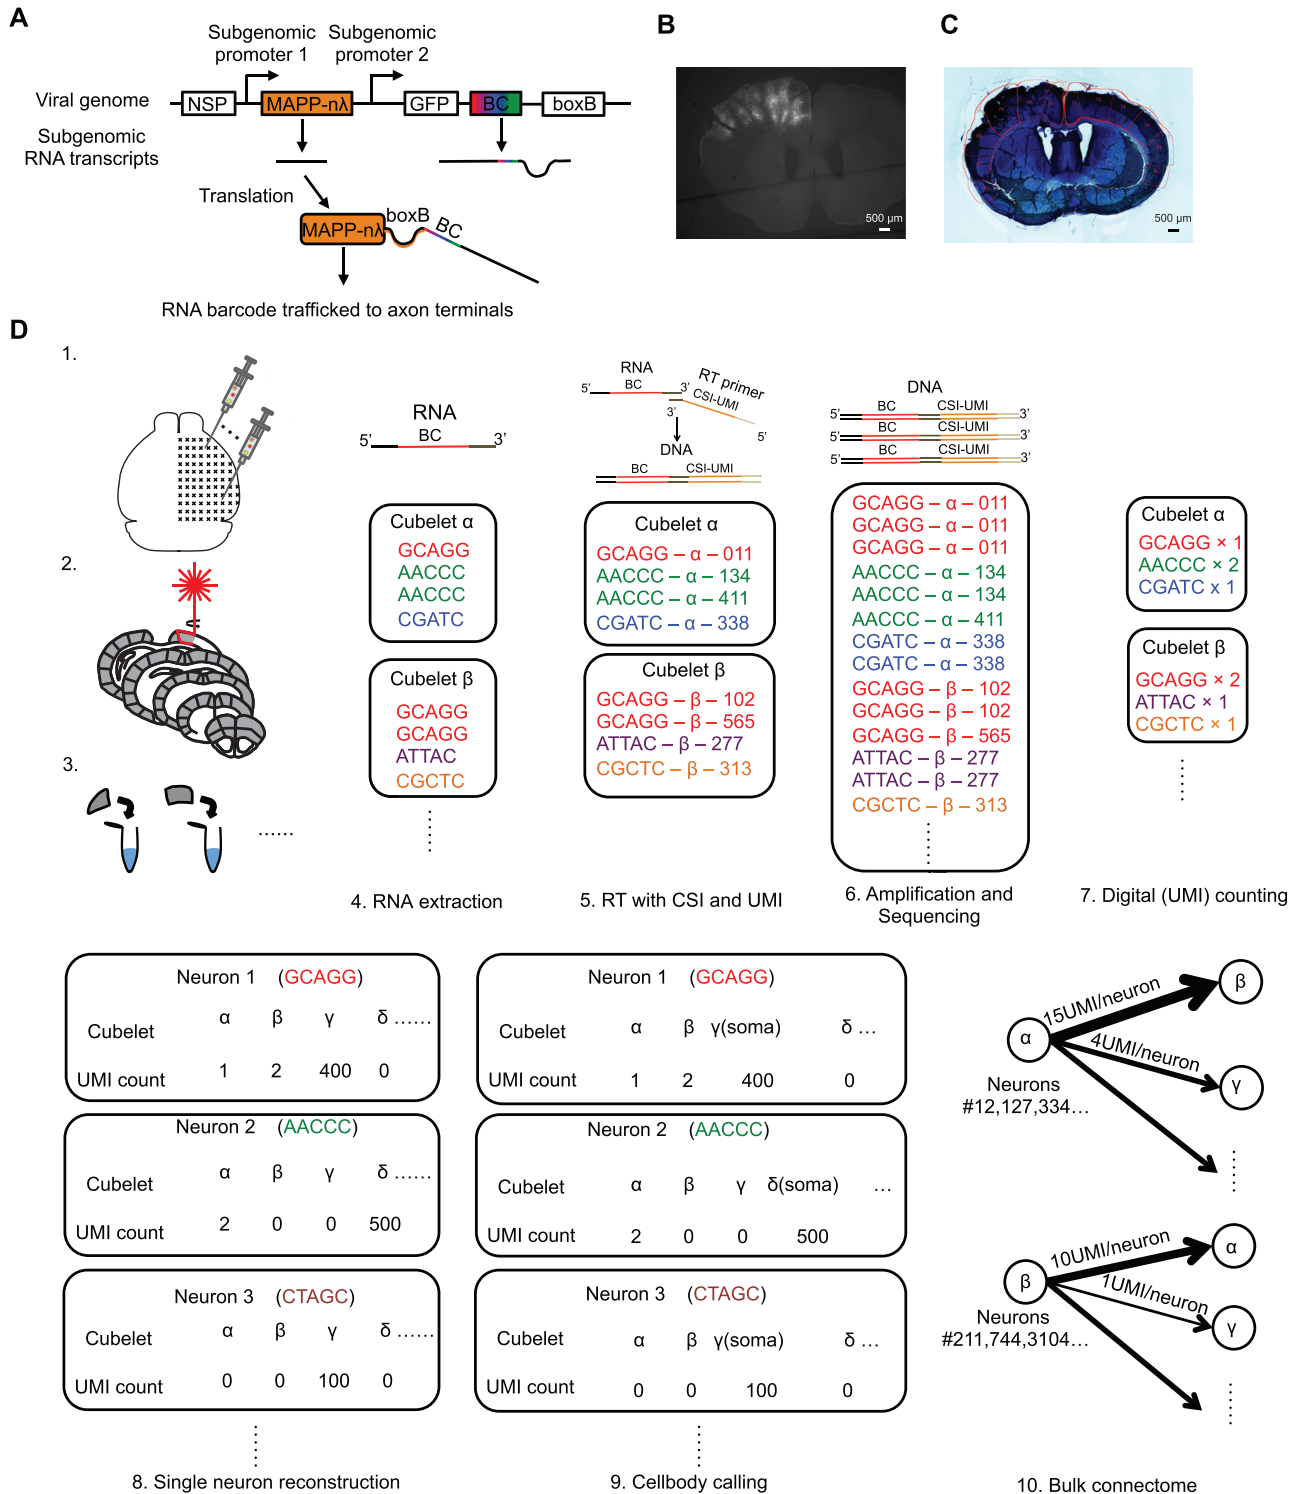 A
Subgenomic promoter 1
Subgenomic promoter 2
Viral genome
NSP
MAPP-nλ
GFP
BC
boxB
Subgenomic RNA transcripts
Translation
MAPP-nλ
boxB
BC
RNA barcode trafficked to axon terminals
B
500 µm
C
500 µm
D
1.
2.
3.
......
RNA
5’ BC 3’
Cubelet α
GCAGG
AACCC
AACCC
CGATC
Cubelet β
GCAGG
GCAGG
ATTAC
CGCTC
4. RNA extraction
RNA
5’ BC 3’
RT primer
CSI-UMI
3’
5’
DNA
BC CSI-UMI
Cubelet α
GCAGG – α – 011
AACCC – α – 134
AACCC – α – 411
CGATC – α – 338
Cubelet β
GCAGG – β – 102
GCAGG – β – 565
ATTAC – β – 277
CGCTC – β – 313
5. RT with CSI and UMI
DNA
BC CSI-UMI
5’ 3’
BC CSI-UMI
5’ 3’
BC CSI-UMI
5’ 3’
GCAGG – α – 011
GCAGG – α – 011
GCAGG – α – 011
AACCC – α – 134
AACCC – α – 134
AACCC – α – 411
CGATC – α – 338
CGATC – α – 338
GCAGG – β – 102
GCAGG – β – 102
GCAGG – β – 565
ATTAC – β – 277
ATTAC – β – 277
CGCTC – β – 313
6. Amplification and Sequencing
Cubelet α
GCAGG × 1
AACCC × 2
CGATC x 1
Cubelet β
GCAGG × 2
ATTAC × 1
CGCTC × 1
7. Digital (UMI) counting
Neuron 1 (GCAGG)
Cubelet α β γ δ ......
UMI count 1 2 400 0
Neuron 2 (AACCC)
Cubelet α β γ δ ......
UMI count 2 0 0 500
Neuron 3 (CTAGC)
Cubelet α β γ δ ......
UMI count 0 0 100 0
8. Single neuron reconstruction
Neuron 1 (GCAGG)
Cubelet α β γ(soma) δ ...
UMI count 1 2 400 0
Neuron 2 (AACCC)
Cubelet α β γ δ(soma) ...
UMI count 2 0 0 500
Neuron 3 (CTAGC)
Cubelet α β γ(soma) δ ...
UMI count 0 0 100 0
9. Cellbody calling
α
15UMI/neuron
β
4UMI/neuron
γ
Neurons
#12,127,334...
β
10UMI/neuron
α
1UMI/neuron
γ
Neurons
#211,744,3104...
10. Bulk connectome